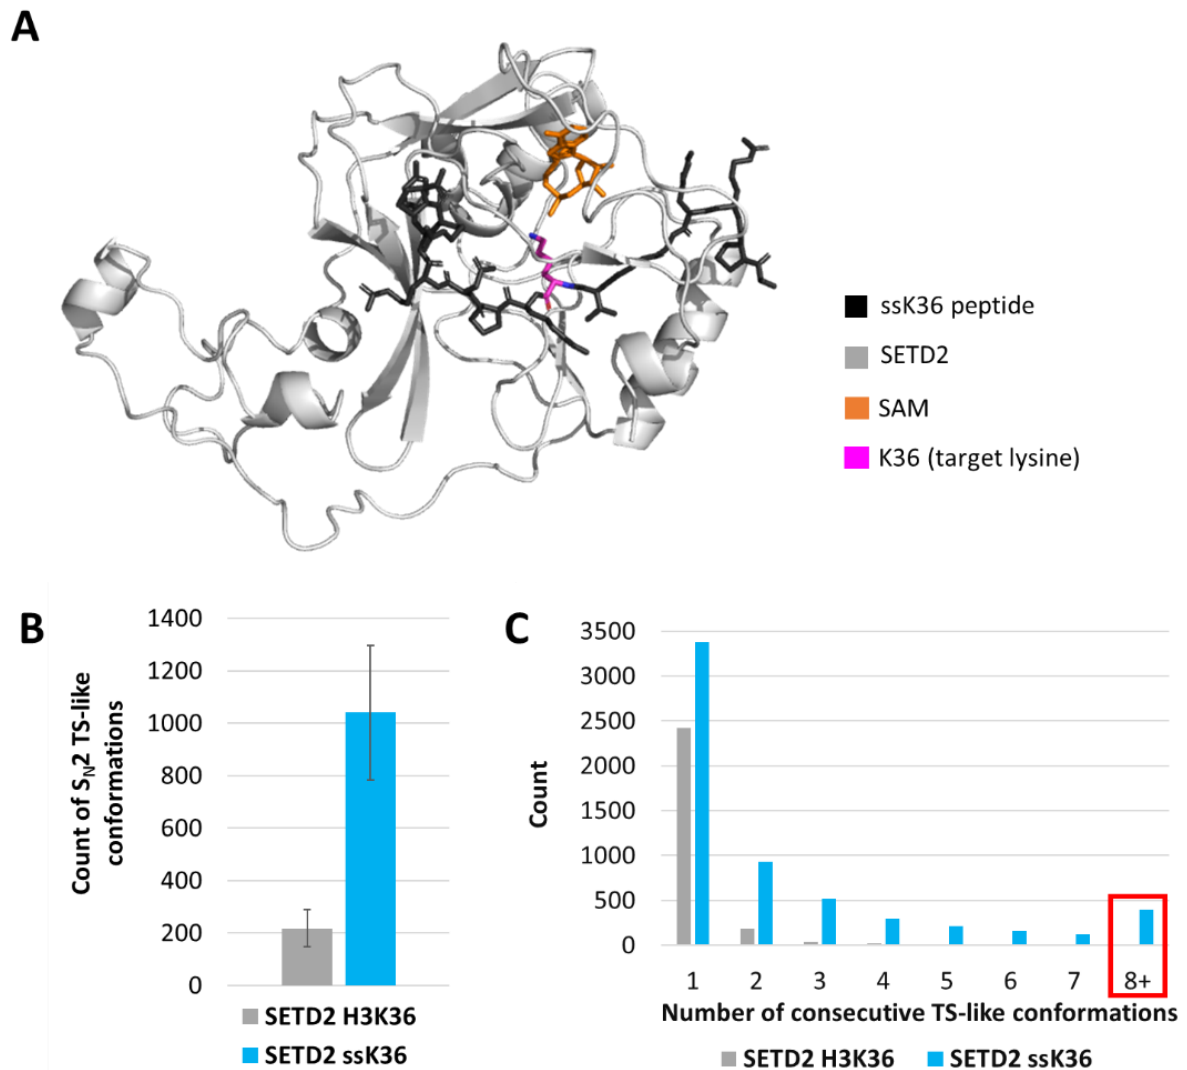 A
ssK36 peptide
SETD2
SAM
K36 (target lysine)
B
Count of SN2 TS-like
conformations
1400
1200
1000
800
600
400
200
0
SETD2 H3K36
SETD2 ssK36
C
Count
3500
3000
2500
2000
1500
1000
500
0
1 2 3 4 5 6 7 8+
Number of consecutive TS-like conformations
SETD2 H3K36 SETD2 ssK36